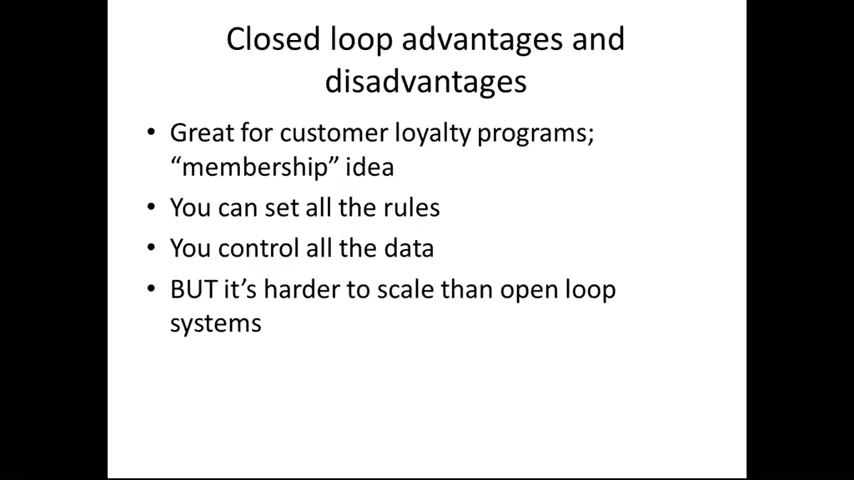 Closed loop advantages and
disadvantages
• Great for customer loyalty programs;
“membership” idea
• You can set all the rules
• You control all the data
• BUT it’s harder to scale than open loop
systems